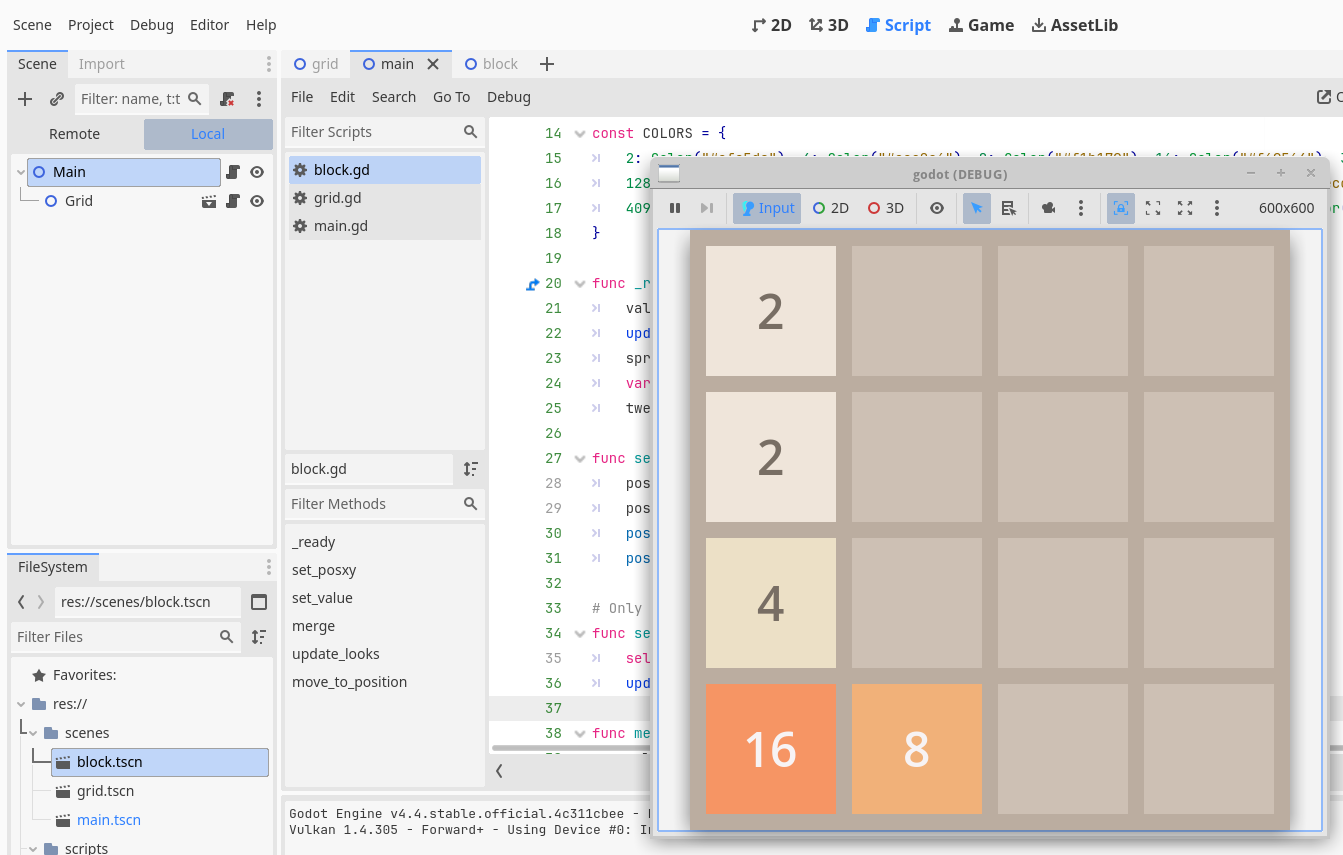 Scene Project Debug Editor Help
2D 3D Script Game AssetLib
Scene Import
Filter: name, t:t
Remote Local
Main
Grid
FileSystem
res://scenes/block.tscn
Filter Files
Favorites:
res://
scenes
block.tscn
grid.tscn
main.tscn
scripts
grid main block
File Edit Search Go To Debug
Filter Scripts
block.gd
grid.gd
main.gd
block.gd
Filter Methods
_ready
set_posxy
set_value
merge
update_looks
move_to_position
14 const COLORS = {
15 2:
16 128
17 409
18 }
19
20 func _r
21 val
22 upd
23 spr
24 var
25 twe
26
27 func se
28 pos
29 pos
30 pos
31 pos
32
33 # Only
34 func se
35 sel
36 upd
37
38 func me
Godot Engine v4.4.stable.official.4c311cbee -
Vulkan 1.4.305 - Forward+ - Using Device #0:
godot (DEBUG)
Input 2D 3D 600x600
2
2
4
16 8